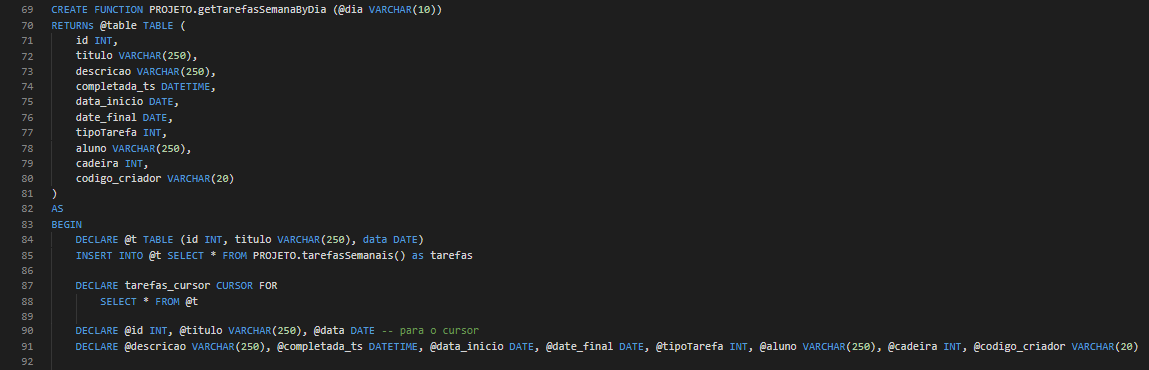 69 CREATE FUNCTION PROJETO.getTarefasSemanaByDia (@dia VARCHAR(10))
70 RETURNS @table TABLE (
71 id INT,
72 titulo VARCHAR(250),
73 descricao VARCHAR(250),
74 completada_ts DATETIME,
75 data_inicio DATE,
76 date_final DATE,
77 tipoTarefa INT,
78 aluno VARCHAR(250),
79 cadeira INT,
80 codigo_criador VARCHAR(20)
81 )
82 AS
83 BEGIN
84 DECLARE @t TABLE (id INT, titulo VARCHAR(250), data DATE)
85 INSERT INTO @t SELECT * FROM PROJETO.tarefasSemanais() as tarefas
86
87 DECLARE tarefas_cursor CURSOR FOR
88 SELECT * FROM @t
89
90 DECLARE @id INT, @titulo VARCHAR(250), @data DATE -- para o cursor
91 DECLARE @descricao VARCHAR(250), @completada_ts DATETIME, @data_inicio DATE, @date_final DATE, @tipoTarefa INT, @aluno VARCHAR(250), @cadeira INT, @codigo_criador VARCHAR(20)
92